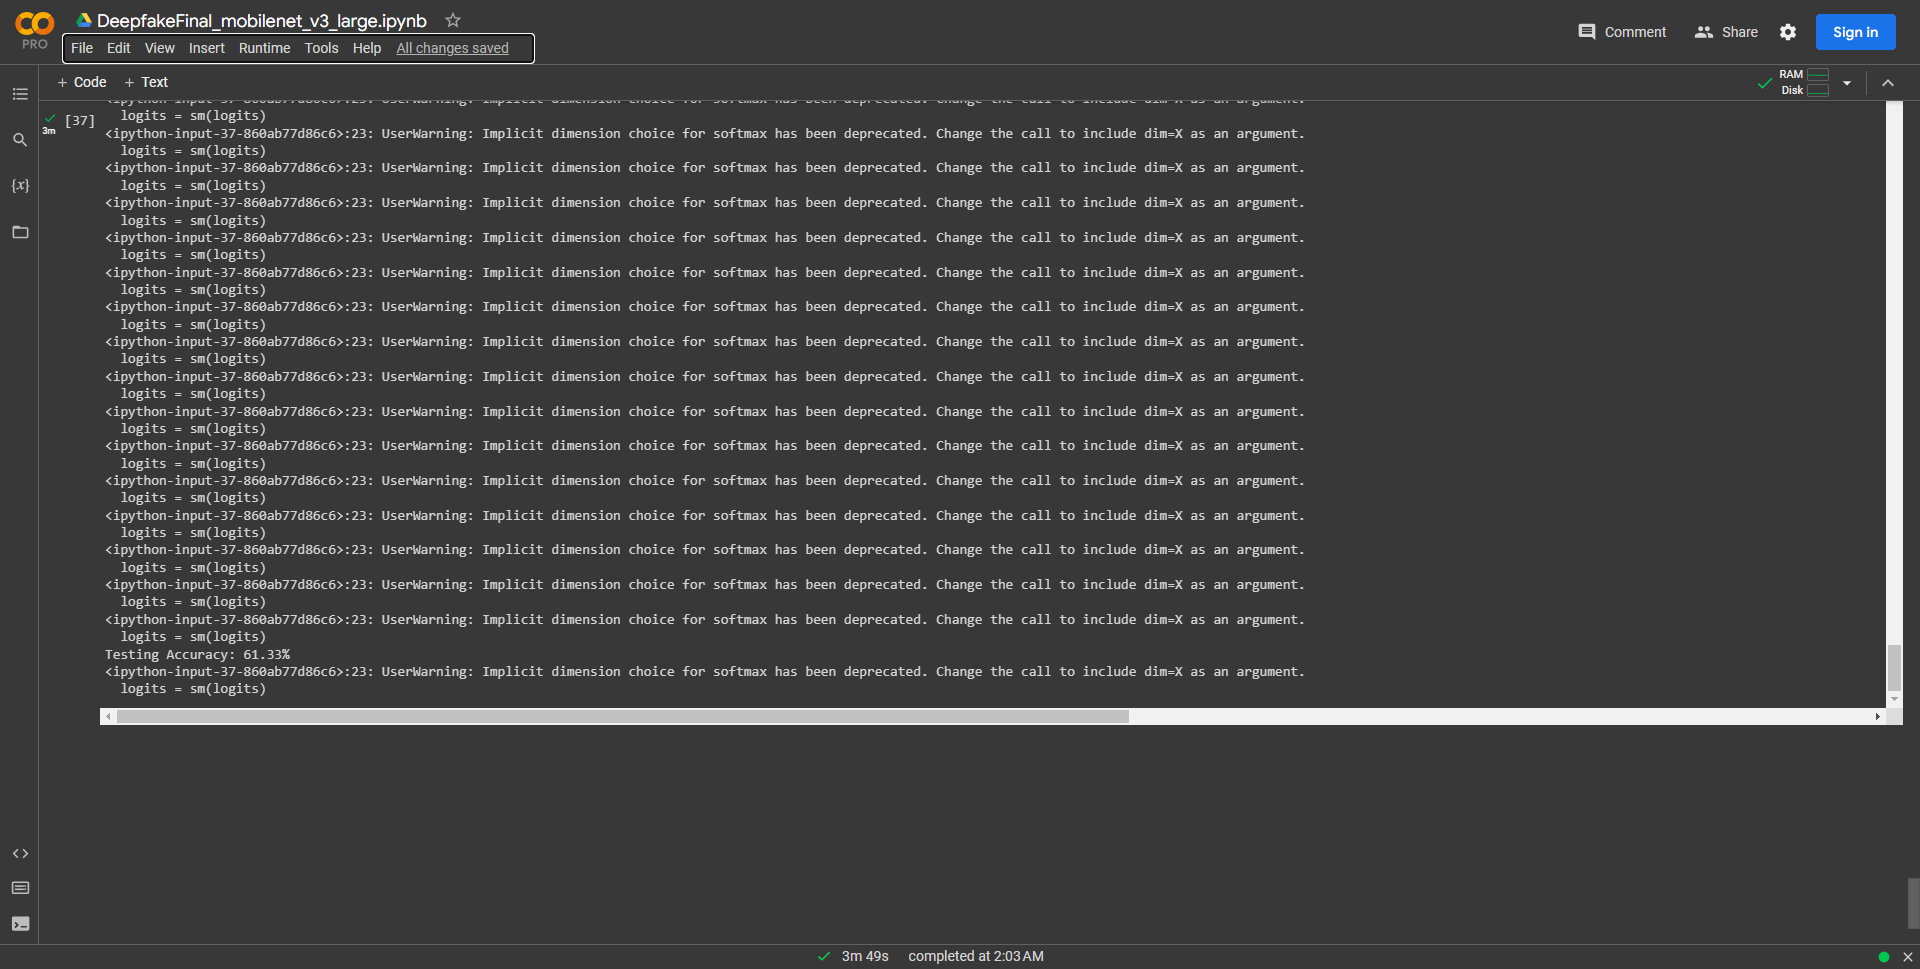 DeepfakeFinal_mobilenet_v3_large.ipynb
PRO
File Edit View Insert Runtime Tools Help All changes saved
Comment Share Sign in
+ Code + Text
RAM
Disk
<ipython-input-37-860ab77d86c6>:23: UserWarning: Implicit dimension choice for softmax has been deprecated. Change the call to include dim=X as an argument.
[37]
3m
logits = sm(logits)
<ipython-input-37-860ab77d86c6>:23: UserWarning: Implicit dimension choice for softmax has been deprecated. Change the call to include dim=X as an argument.
logits = sm(logits)
<ipython-input-37-860ab77d86c6>:23: UserWarning: Implicit dimension choice for softmax has been deprecated. Change the call to include dim=X as an argument.
logits = sm(logits)
<ipython-input-37-860ab77d86c6>:23: UserWarning: Implicit dimension choice for softmax has been deprecated. Change the call to include dim=X as an argument.
logits = sm(logits)
<ipython-input-37-860ab77d86c6>:23: UserWarning: Implicit dimension choice for softmax has been deprecated. Change the call to include dim=X as an argument.
logits = sm(logits)
<ipython-input-37-860ab77d86c6>:23: UserWarning: Implicit dimension choice for softmax has been deprecated. Change the call to include dim=X as an argument.
logits = sm(logits)
<ipython-input-37-860ab77d86c6>:23: UserWarning: Implicit dimension choice for softmax has been deprecated. Change the call to include dim=X as an argument.
logits = sm(logits)
<ipython-input-37-860ab77d86c6>:23: UserWarning: Implicit dimension choice for softmax has been deprecated. Change the call to include dim=X as an argument.
logits = sm(logits)
<ipython-input-37-860ab77d86c6>:23: UserWarning: Implicit dimension choice for softmax has been deprecated. Change the call to include dim=X as an argument.
logits = sm(logits)
<ipython-input-37-860ab77d86c6>:23: UserWarning: Implicit dimension choice for softmax has been deprecated. Change the call to include dim=X as an argument.
logits = sm(logits)
<ipython-input-37-860ab77d86c6>:23: UserWarning: Implicit dimension choice for softmax has been deprecated. Change the call to include dim=X as an argument.
logits = sm(logits)
<ipython-input-37-860ab77d86c6>:23: UserWarning: Implicit dimension choice for softmax has been deprecated. Change the call to include dim=X as an argument.
logits = sm(logits)
<ipython-input-37-860ab77d86c6>:23: UserWarning: Implicit dimension choice for softmax has been deprecated. Change the call to include dim=X as an argument.
logits = sm(logits)
<ipython-input-37-860ab77d86c6>:23: UserWarning: Implicit dimension choice for softmax has been deprecated. Change the call to include dim=X as an argument.
logits = sm(logits)
<ipython-input-37-860ab77d86c6>:23: UserWarning: Implicit dimension choice for softmax has been deprecated. Change the call to include dim=X as an argument.
logits = sm(logits)
<ipython-input-37-860ab77d86c6>:23: UserWarning: Implicit dimension choice for softmax has been deprecated. Change the call to include dim=X as an argument.
logits = sm(logits)
Testing Accuracy: 61.33%
<ipython-input-37-860ab77d86c6>:23: UserWarning: Implicit dimension choice for softmax has been deprecated. Change the call to include dim=X as an argument.
logits = sm(logits)
3m 49s completed at 2:03 AM